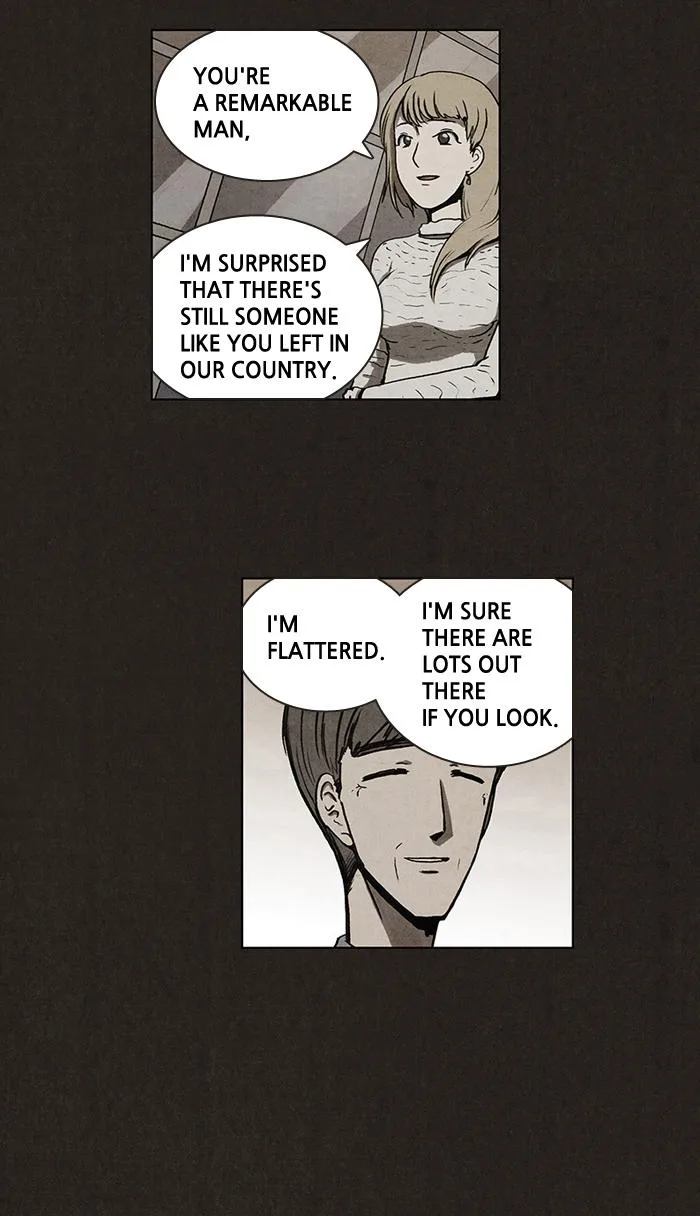 YOU'RE
A REMARKABLE
MAN,
I'M SURPRISED
THAT THERE'S
STILL SOMEONE
LIKE YOU LEFT IN
OUR COUNTRY.
I'M
FLATTERED.
I'M SURE
THERE ARE
LOTS OUT
THERE
IF YOU LOOK.